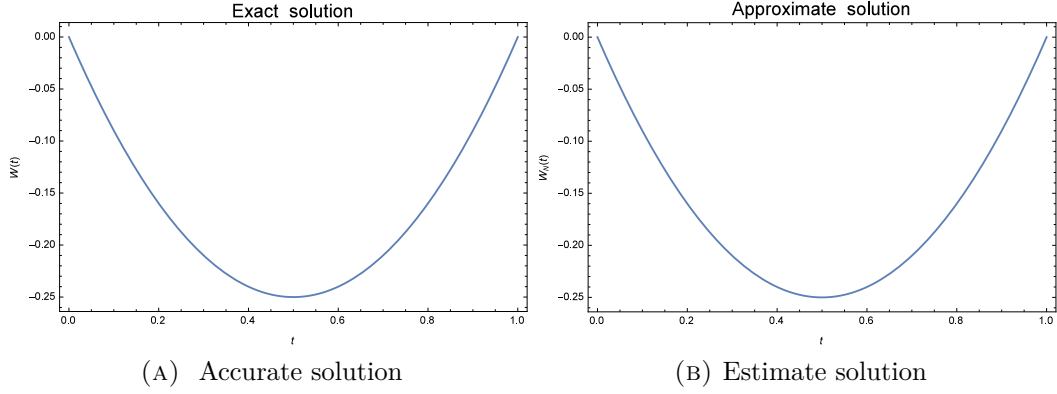 Exact solution
0.00
−0.05
−0.10
−0.15
−0.20
−0.25
W(t)
0.0 0.2 0.4 0.6 0.8 1.0
t
(A) Accurate solution
Approximate solution
0.00
−0.05
−0.10
−0.15
−0.20
−0.25
W_N(t)
0.0 0.2 0.4 0.6 0.8 1.0
t
(B) Estimate solution